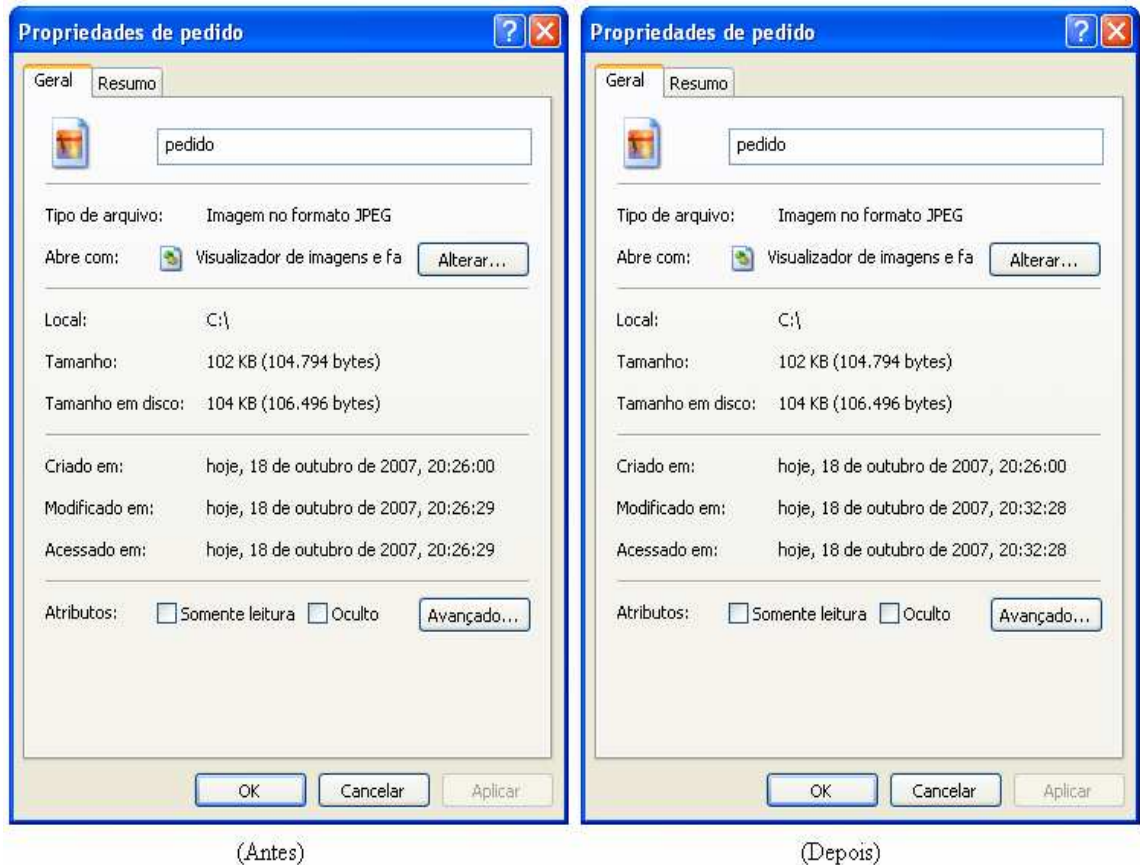 Propriedades de pedido
Geral
Resumo
pedido
Tipo de arquivo: Imagem no formato JPEG
Abre com: Visualizador de imagens e fa Alterar...
Local: C:\
Tamanho: 102 KB (104.794 bytes)
Tamanho em disco: 104 KB (106.496 bytes)
Criado em: hoje, 18 de outubro de 2007, 20:26:00
Modificado em: hoje, 18 de outubro de 2007, 20:26:29
Acessado em: hoje, 18 de outubro de 2007, 20:26:29
Atributos: Somente leitura Oculto Avançado...
OK Cancelar Aplicar
(Antes)
Propriedades de pedido
Geral
Resumo
pedido
Tipo de arquivo: Imagem no formato JPEG
Abre com: Visualizador de imagens e fa Alterar...
Local: C:\
Tamanho: 102 KB (104.794 bytes)
Tamanho em disco: 104 KB (106.496 bytes)
Criado em: hoje, 18 de outubro de 2007, 20:26:00
Modificado em: hoje, 18 de outubro de 2007, 20:32:28
Acessado em: hoje, 18 de outubro de 2007, 20:32:28
Atributos: Somente leitura Oculto Avançado...
OK Cancelar Aplicar
(Depois)